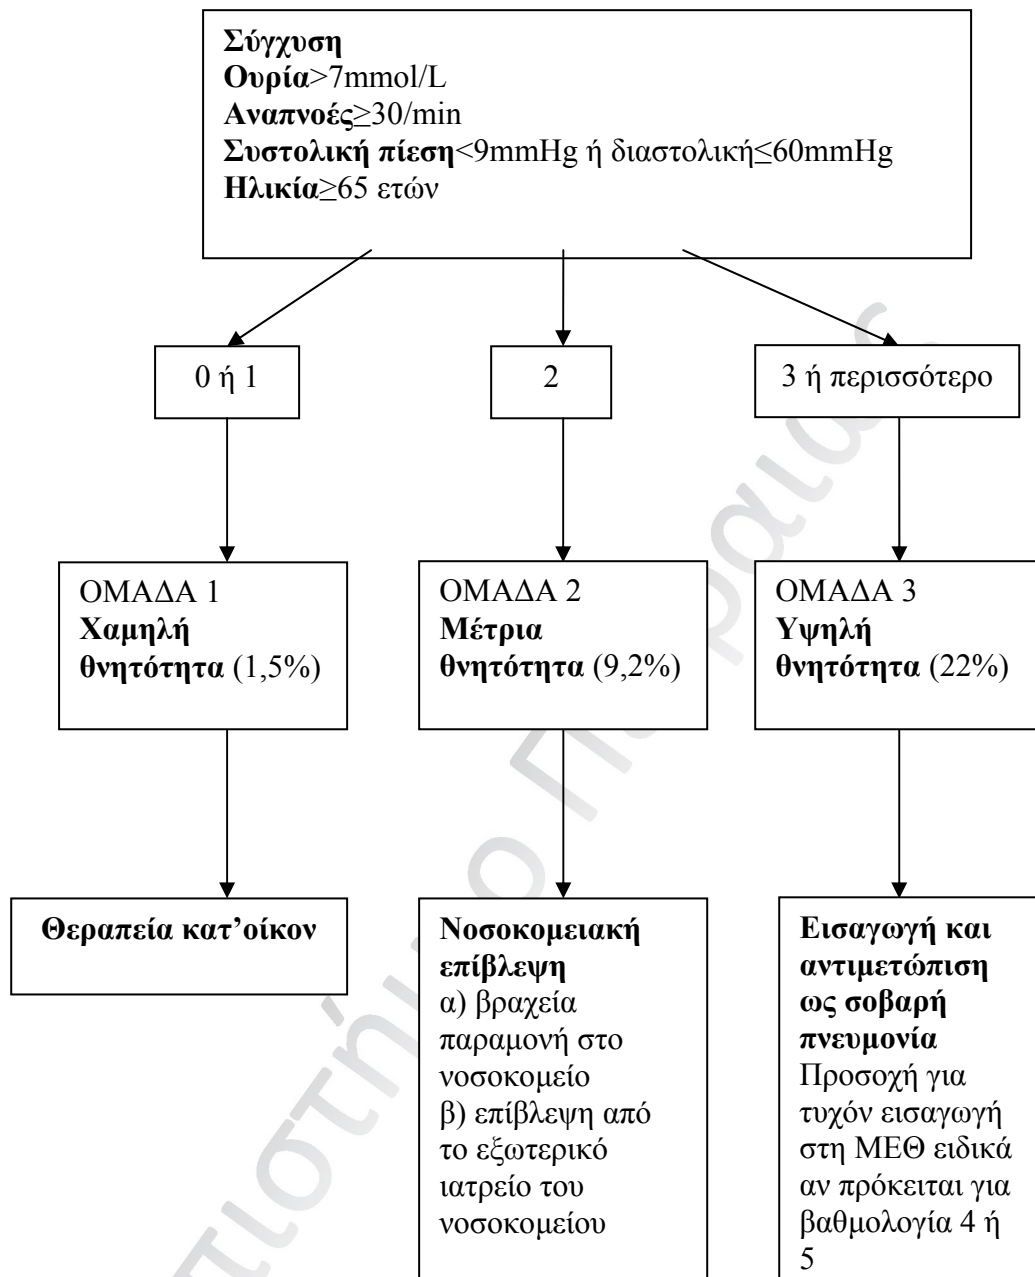 Σύγχυση
Ουρία>7mmol/L
Αναπνοές≥30/min
Συστολική πίεση<9mmHg ή διαστολική≤60mmHg
Ηλικία≥65 ετών
0 ή 1
2
3 ή περισσότερο
ΟΜΑΔΑ 1
Χαμηλή
θνητότητα (1,5%)
ΟΜΑΔΑ 2
Μέτρια
θνητότητα (9,2%)
ΟΜΑΔΑ 3
Υψηλή
θνητότητα (22%)
Θεραπεία κατ’οίκον
Νοσοκομειακή
επίβλεψη
α) βραχεία
παραμονή στο
νοσοκομείο
β) επίβλεψη από
το εξωτερικό
ιατρείο του
νοσοκομείου
Εισαγωγή και
αντιμετώπιση
ως σοβαρή
πνευμονία
Προσοχή για
τυχόν εισαγωγή
στη ΜΕΘ ειδικά
αν πρόκειται για
βαθμολογία 4 ή
5